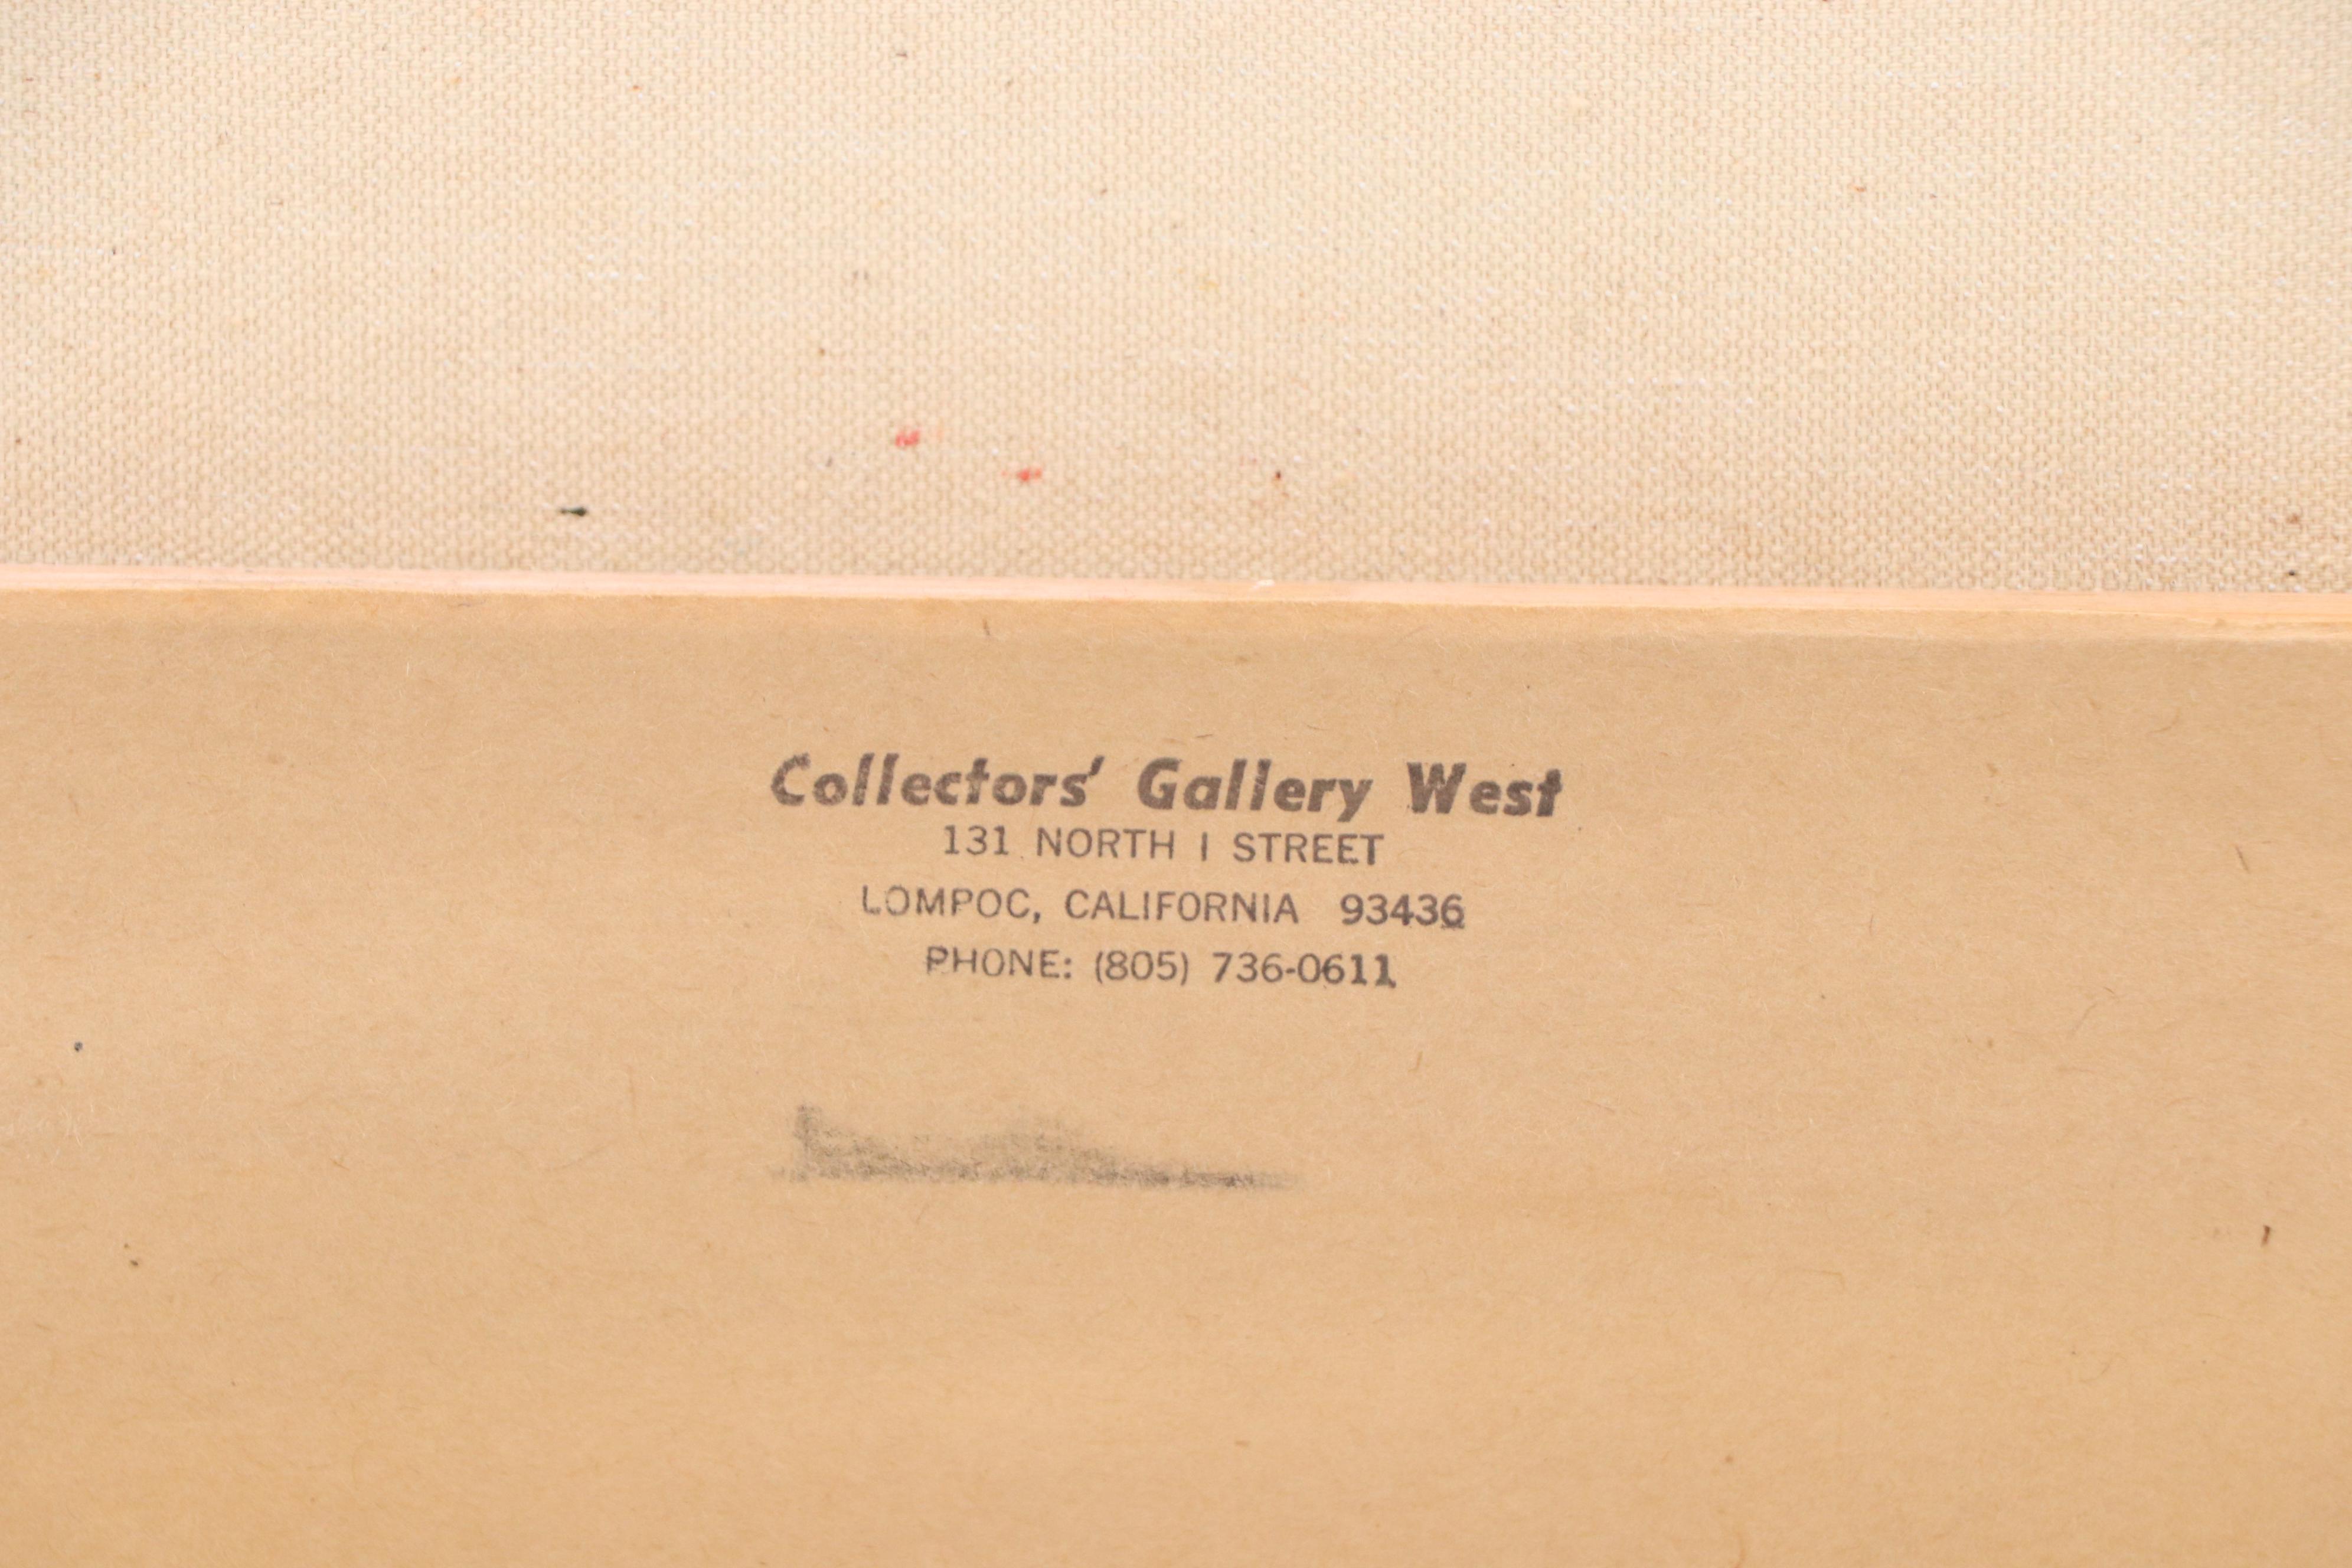 Collectors' Gallery West
131 NORTH I STREET
LOMPOC, CALIFORNIA 93436
PHONE: (805) 736-0611